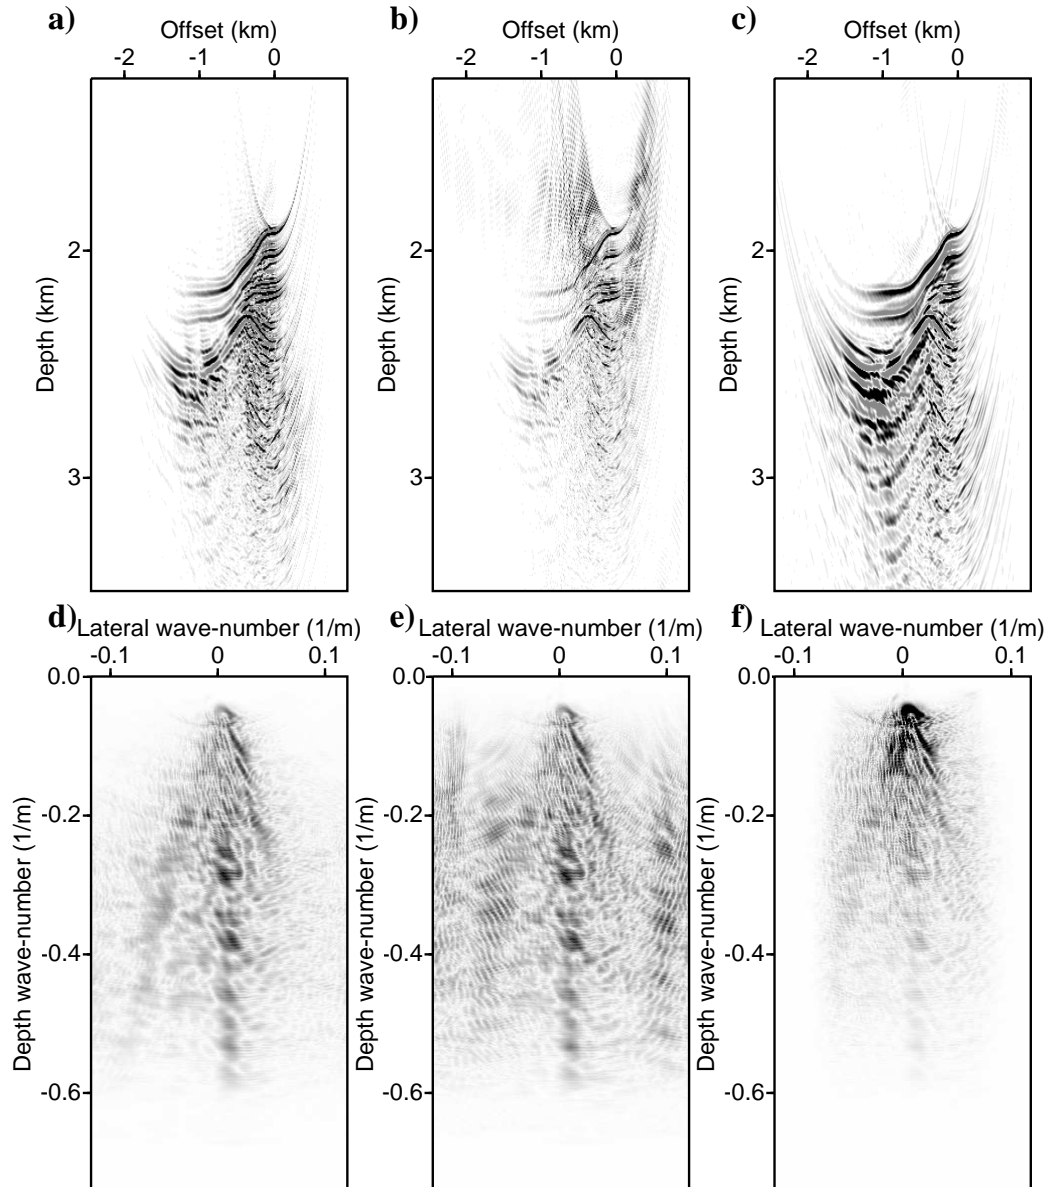 a) b) c)
Offset (km) Offset (km) Offset (km)
-2 -1 0 -2 -1 0 -2 -1 0
Depth (km) Depth (km) Depth (km)
2 2 2
3 3 3
d) e) f)
Lateral wave-number (1/m) Lateral wave-number (1/m) Lateral wave-number (1/m)
-0.1 0 0.1 -0.1 0 0.1 -0.1 0 0.1
0.0 0.0 0.0
Depth wave-number (1/m) Depth wave-number (1/m) Depth wave-number (1/m)
-0.2 -0.2 -0.2
-0.4 -0.4 -0.4
-0.6 -0.6 -0.6